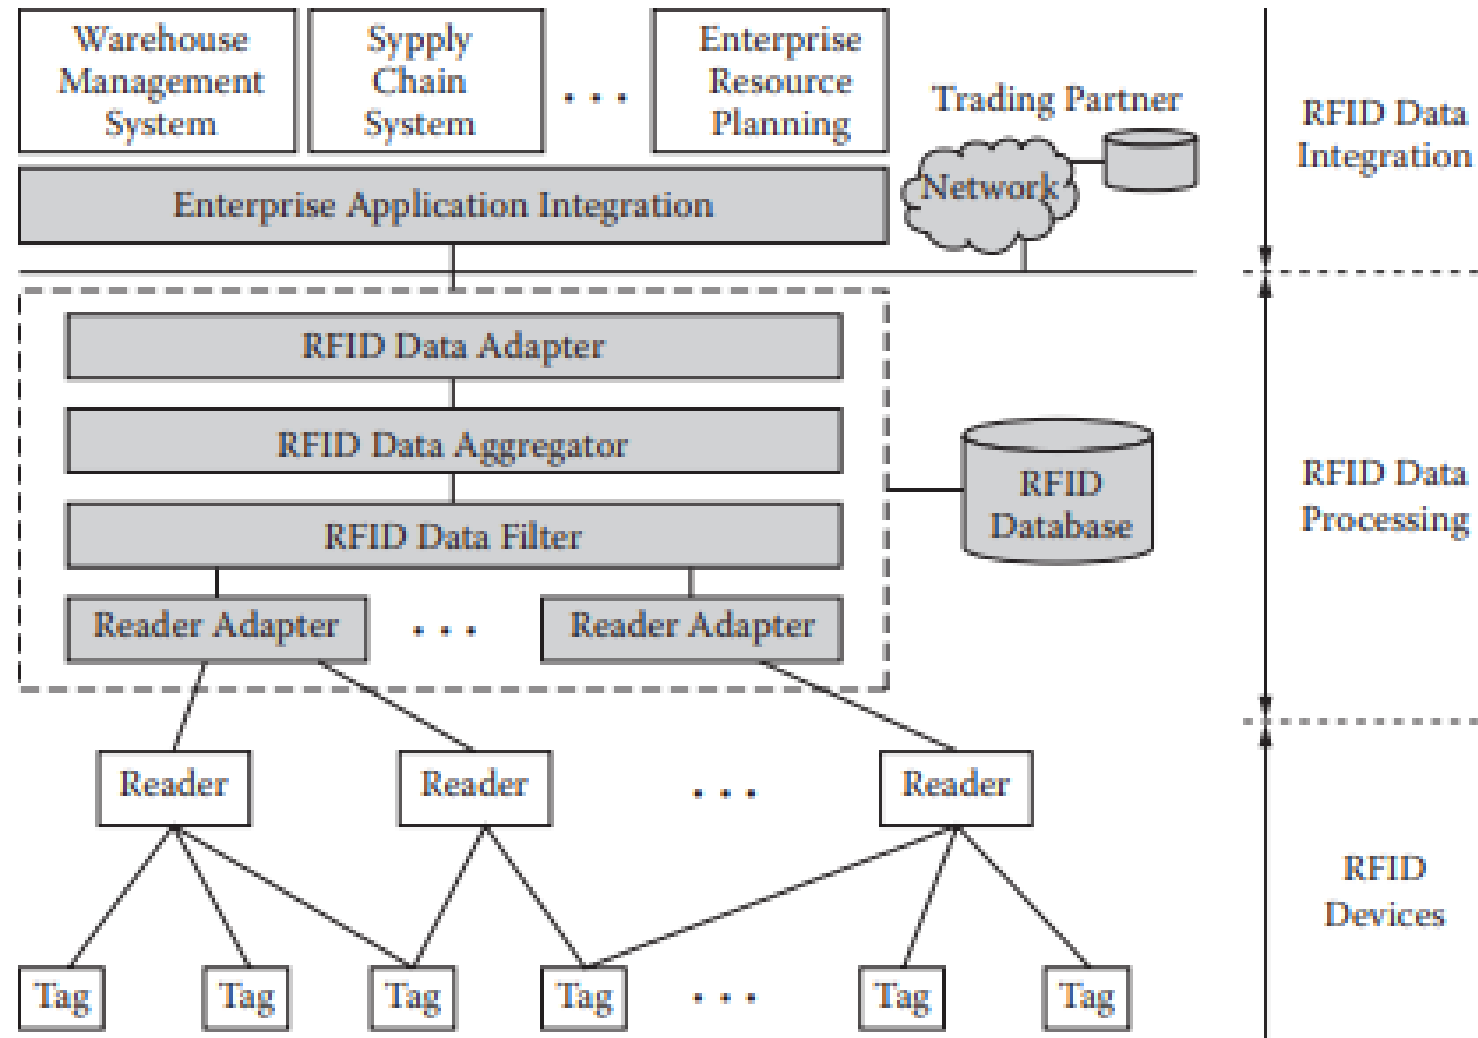 Warehouse
Management
System
Sypply
Chain
System
...
Enterprise
Resource
Planning
Trading Partner
Network
Enterprise Application Integration
RFID Data
Integration
RFID Data Adapter
RFID Data Aggregator
RFID Data Filter
Reader Adapter
...
Reader Adapter
RFID
Database
RFID Data
Processing
Reader
Reader
...
Reader
Tag
Tag
Tag
Tag
...
Tag
Tag
RFID
Devices